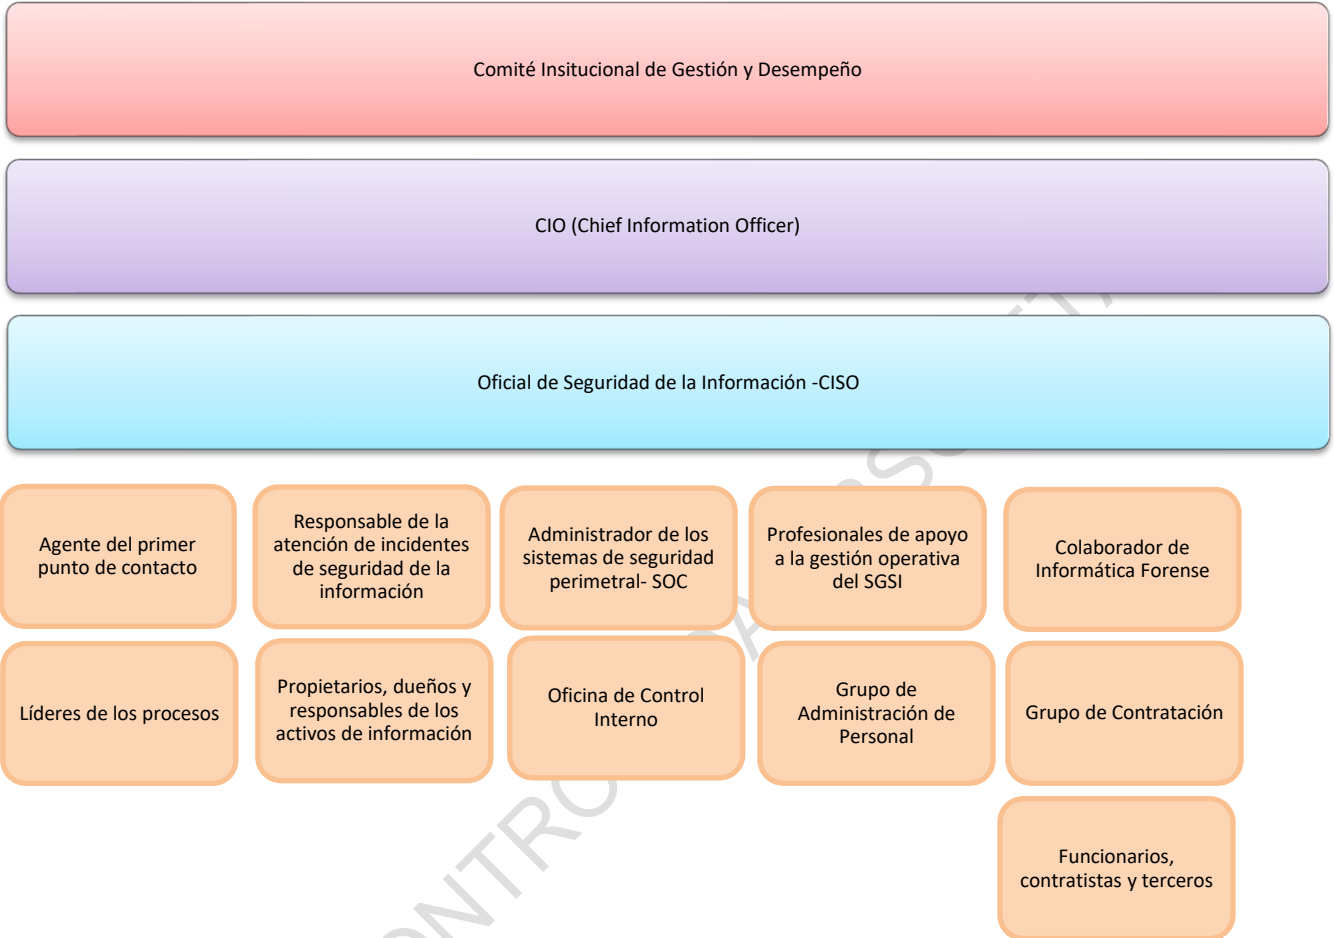 Comité Insitucional de Gestión y Desempeño
CIO (Chief Information Officer)
Oficial de Seguridad de la Información -CISO
Agente del primer
punto de contacto
Responsable de la
atención de incidentes
de seguridad de la
información
Administrador de los
sistemas de seguridad
perimetral- SOC
Profesionales de apoyo
a la gestión operativa
del SGSI
Colaborador de
Informática Forense
Líderes de los procesos
Propietarios, dueños y
responsables de los
activos de información
Oficina de Control
Interno
Grupo de
Administración de
Personal
Grupo de Contratación
Funcionarios,
contratistas y terceros